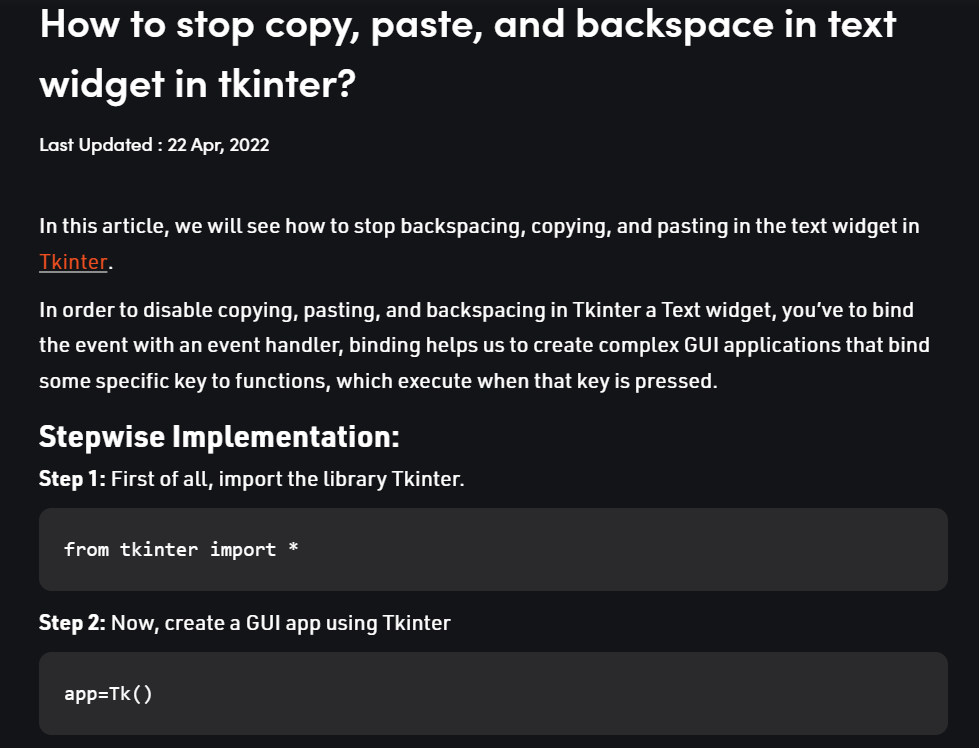 How to stop copy, paste, and backspace in text
widget in tkinter?
Last Updated : 22 Apr, 2022
In this article, we will see how to stop backspacing, copying, and pasting in the text widget in
Tkinter.
In order to disable copying, pasting, and backspacing in Tkinter a Text widget, you’ve to bind
the event with an event handler, binding helps us to create complex GUI applications that bind
some specific key to functions, which execute when that key is pressed.
Stepwise Implementation:
Step 1: First of all, import the library Tkinter.
from tkinter import *
Step 2: Now, create a GUI app using Tkinter
app=Tk()